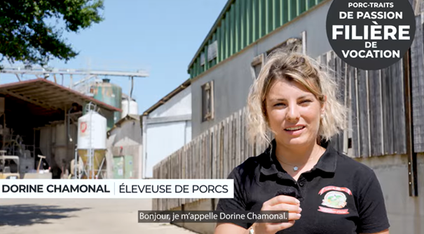 PORC-TRAITS
DE PASSION
FILIÈRE
DE
VOCATION
DORINE CHAMONAL | ÉLEVEUSE DE PORCS
Bonjour, je m'appelle Dorine Chamonal.